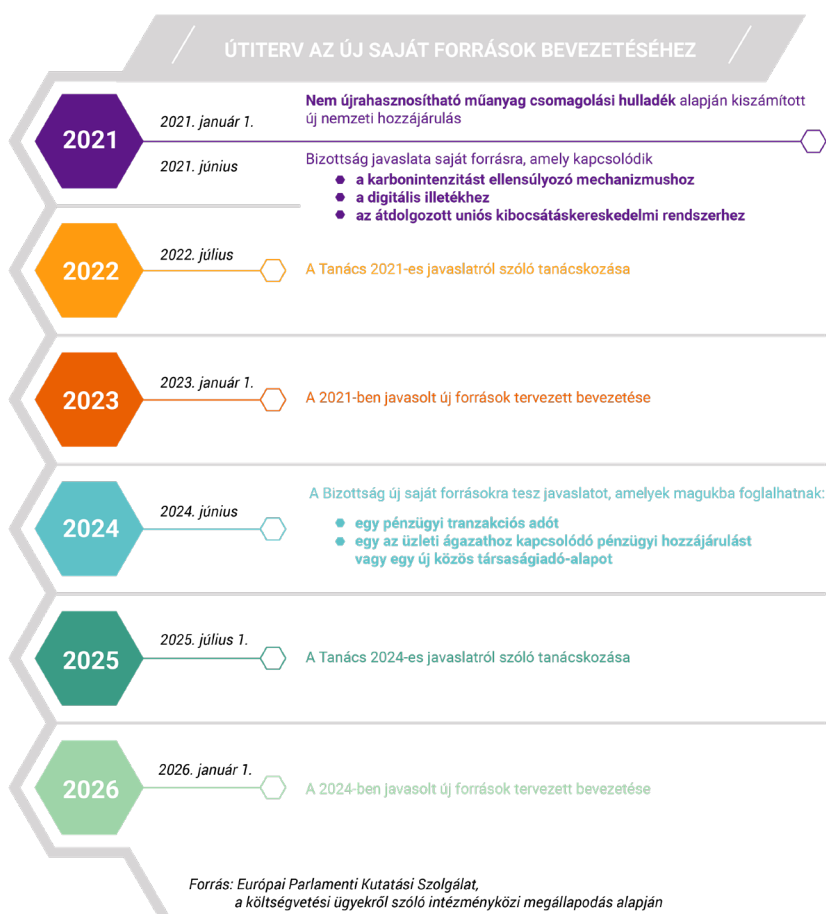 ÚTITERV AZ ÚJ SAJÁT FORRÁSOK BEVEZETÉSÉHEZ
2021
2021. január 1.
Nem újrahasznosítható műanyag csomagolási hulladék alapján kiszámított
új nemzeti hozzájárulás
2021. június
Bizottság javaslata saját forrásra, amely kapcsolódik
a karbonintenzitást ellensúlyozó mechanizmushoz
a digitális illetékhez
az átdolgozott uniós kibocsátáskereskedelmi rendszerhez
2022
2022. július
A Tanács 2021-es javaslatról szóló tanácskozása
2023
2023. január 1.
A 2021-ben javasolt új források tervezett bevezetése
2024
2024. június
A Bizottság új saját forrásokra tesz javaslatot, amelyek magukba foglalhatnak:
egy pénzügyi tranzakciós adót
egy az üzleti ágazathoz kapcsolódó pénzügyi hozzájárulást
vagy egy új közös társaságiadó-alapot
2025
2025. július 1.
A Tanács 2024-es javaslatról szóló tanácskozása
2026
2026. január 1.
A 2024-ben javasolt új források tervezett bevezetése
Forrás: Európai Parlamenti Kutatási Szolgálat,
a költségvetési ügyekről szóló intézményközi megállapodás alapján